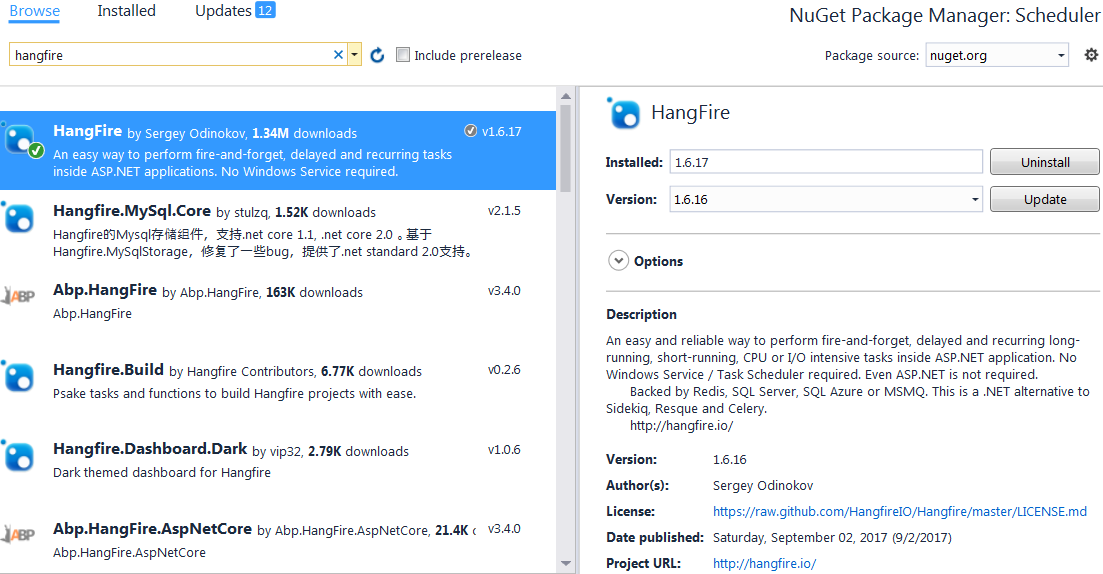 Browse Installed Updates 12
NuGet Package Manager: Scheduler
hangfire
Include prerelease
Package source: nuget.org
HangFire by Sergey Odinokov, 1.34M downloads v1.6.17
An easy way to perform fire-and-forget, delayed and recurring tasks
inside ASP.NET applications. No Windows Service required.
Hangfire.MySql.Core by stulzq, 1.52K downloads v2.1.5
Hangfire的Mysql存储组件，支持.net core 1.1, .net core 2.0 。基于
Hangfire.MySqlStorage，修复了一些bug，提供了.net standard 2.0支持。
Abp.HangFire by Abp.HangFire, 163K downloads v3.4.0
Abp.HangFire
Hangfire.Build by Hangfire Contributors, 6.77K downloads v0.2.6
Psake tasks and functions to build Hangfire projects with ease.
Hangfire.Dashboard.Dark by vip32, 2.79K downloads v1.0.6
Dark themed dashboard for Hangfire
Abp.HangFire.AspNetCore by Abp.HangFire.AspNetCore, 21.4K v3.4.0
Abp.HangFire.AspNetCore
ABP
ABP
HangFire
Installed: 1.6.17 Uninstall
Version: 1.6.16 Update
Options
Description
An easy and reliable way to perform fire-and-forget, delayed and recurring long-
running, short-running, CPU or I/O intensive tasks inside ASP.NET application. No
Windows Service / Task Scheduler required. Even ASP.NET is not required.
Backed by Redis, SQL Server, SQL Azure or MSMQ. This is a .NET alternative to
Sidekiq, Resque and Celery.
http://hangfire.io/
Version: 1.6.16
Author(s): Sergey Odinokov
License: https://raw.github.com/HangfireIO/Hangfire/master/LICENSE.md
Date published: Saturday, September 02, 2017 (9/2/2017)
Project URL: http://hangfire.io/